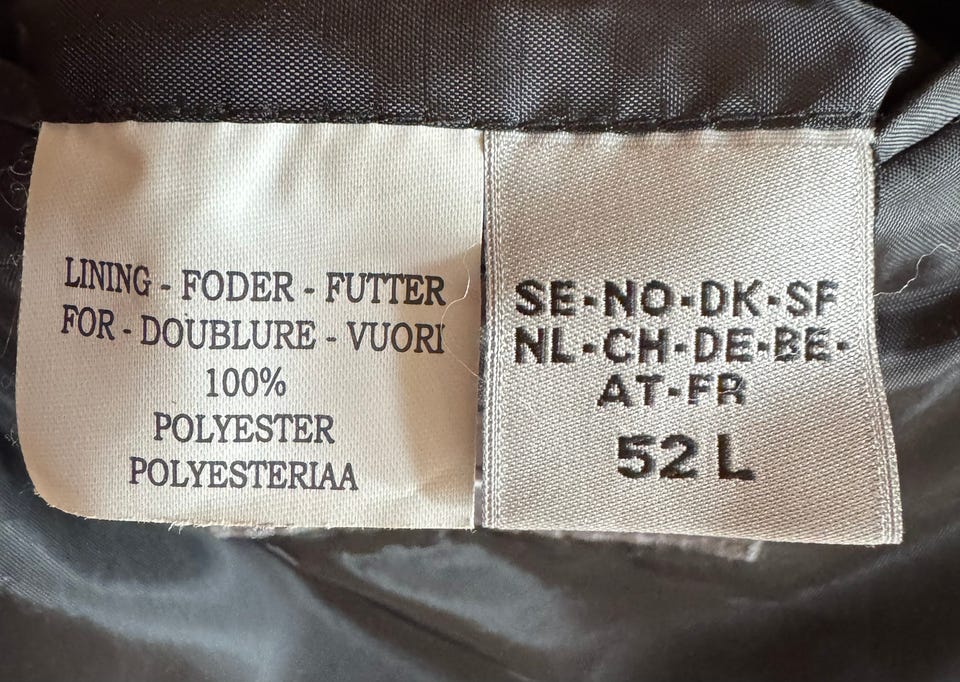 LINING - FODER - FUTTER
FOR - DOUBLURE - VUORI
100%
POLYESTER
POLYESTERIAA
SE·NO·DK·SF
NL·CH·DE·BE·
AT·FR
52 L